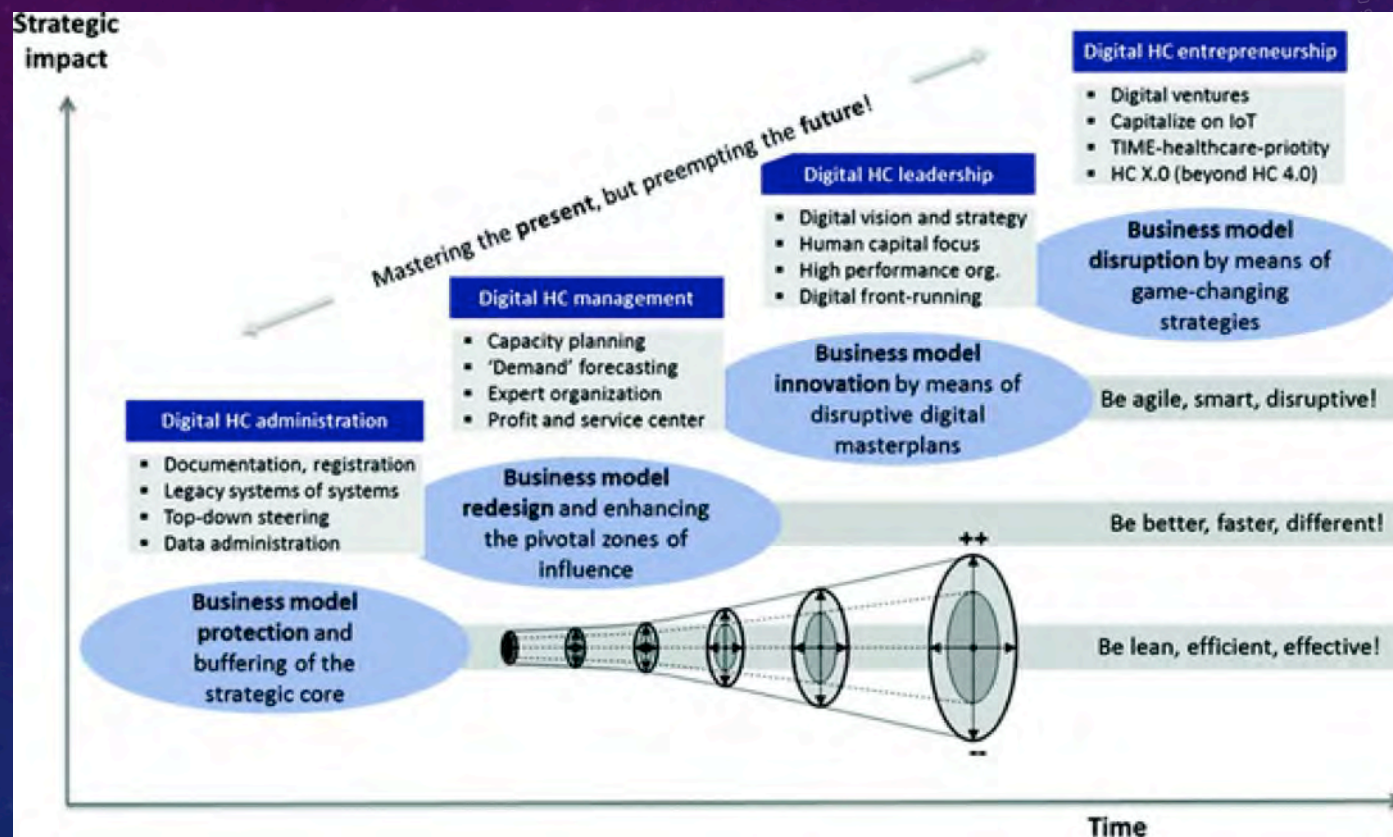 Strategic
impact
Mastering the present, but preempting the future!
Digital HC entrepreneurship
▪ Digital ventures
▪ Capitalize on IoT
▪ TIME-healthcare-priotity
▪ HC X.0 (beyond HC 4.0)
Business model
disruption by means of
game-changing
strategies
Digital HC leadership
▪ Digital vision and strategy
▪ Human capital focus
▪ High performance org.
▪ Digital front-running
Business model
innovation by means of
disruptive digital
masterplans
Be agile, smart, disruptive!
Digital HC management
▪ Capacity planning
▪ 'Demand' forecasting
▪ Expert organization
▪ Profit and service center
Business model
redesign and enhancing
the pivotal zones of
influence
Be better, faster, different!
Digital HC administration
▪ Documentation, registration
▪ Legacy systems of systems
▪ Top-down steering
▪ Data administration
Business model
protection and
buffering of the
strategic core
++
--
Be lean, efficient, effective!
Time